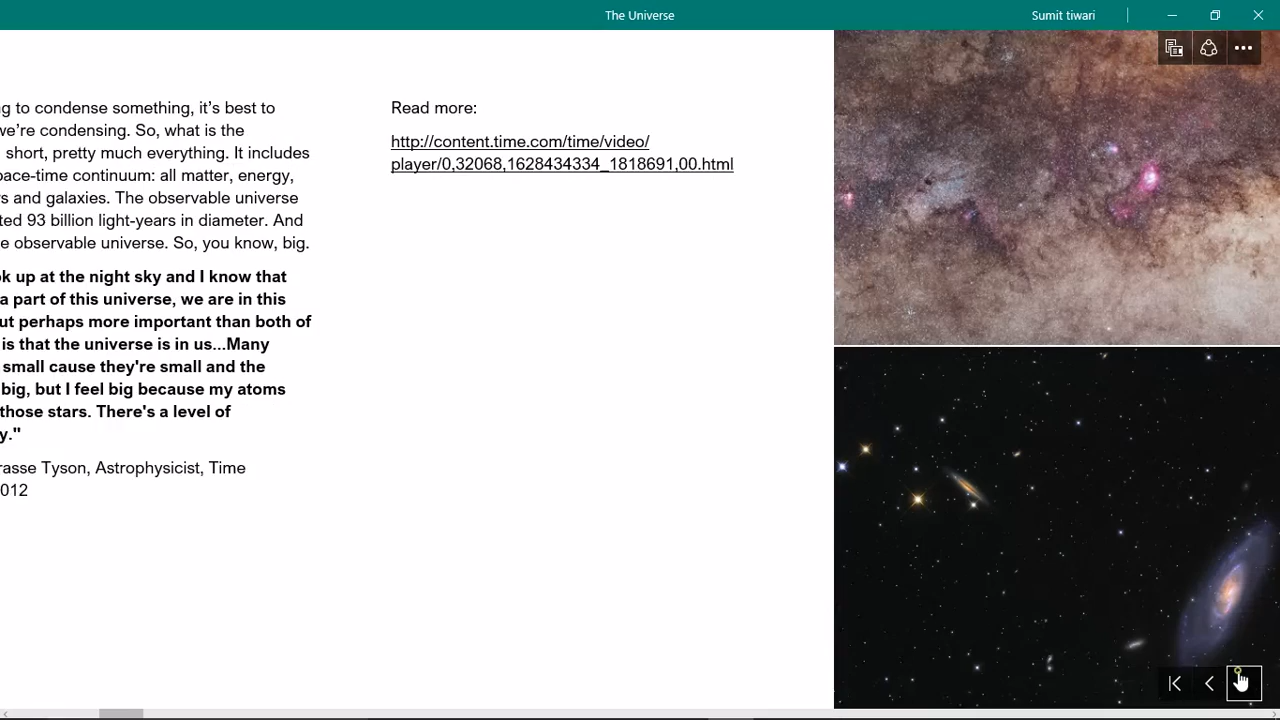 The Universe
Sumit tiwari
g to condense something, it's best to
we're condensing. So, what is the
short, pretty much everything. It includes
pace-time continuum: all matter, energy,
s and galaxies. The observable universe
ted 93 billion light-years in diameter. And
e observable universe. So, you know, big.
k up at the night sky and I know that
a part of this universe, we are in this
ut perhaps more important than both of
is that the universe is in us...Many
small cause they're small and the
big, but I feel big because my atoms
those stars. There's a level of
y."
rasse Tyson, Astrophysicist, Time
012
Read more:
http://content.time.com/time/video/
player/0,32068,1628434334_1818691,00.html